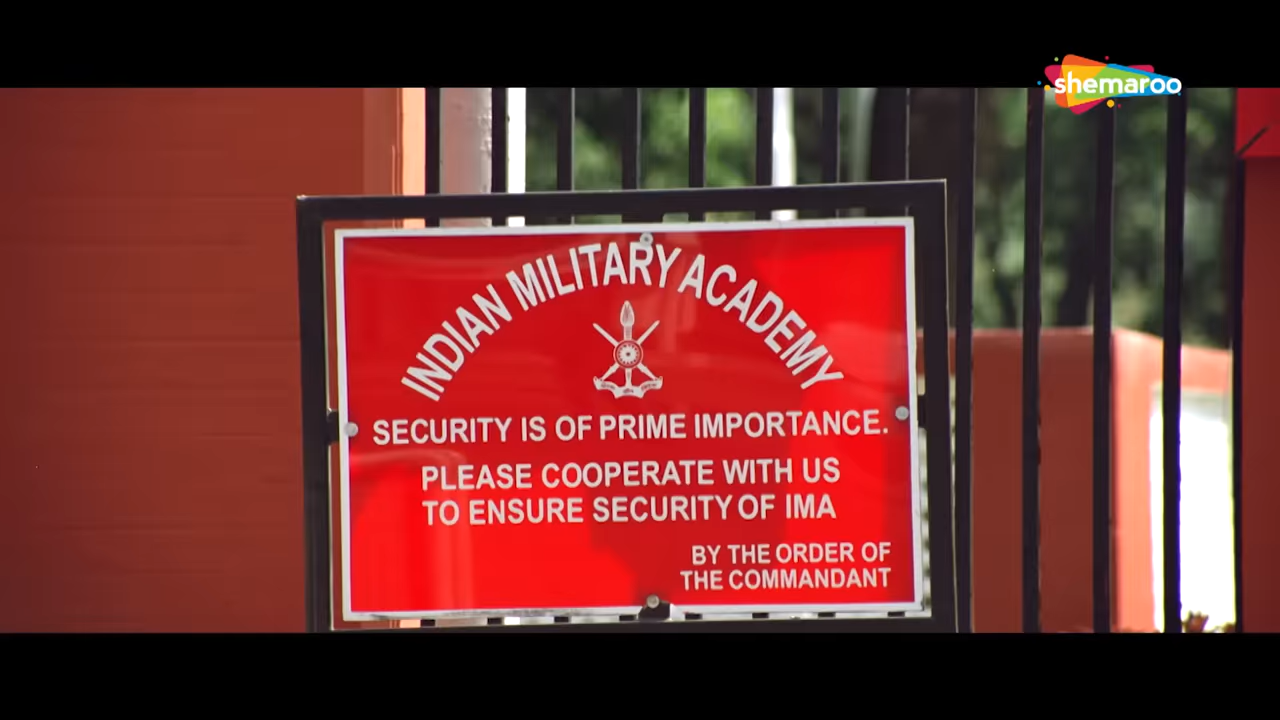 shemaroo
INDIAN MILITARY ACADEMY
SECURITY IS OF PRIME IMPORTANCE.
PLEASE COOPERATE WITH US
TO ENSURE SECURITY OF IMA
BY THE ORDER OF
THE COMMANDANT